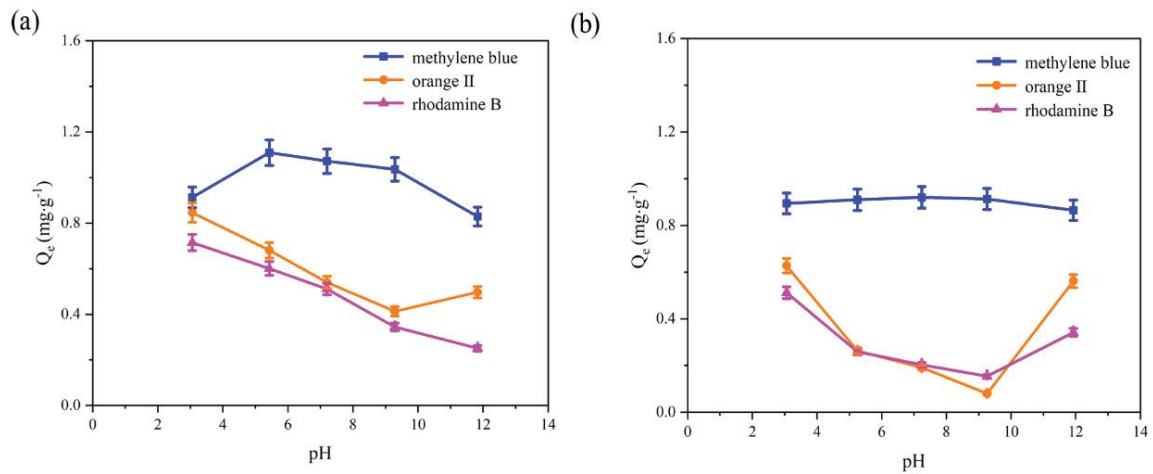 (a)
1.6
1.2
0.8
0.4
0.0
Qe (mg·g-1)
methylene blue
orange II
rhodamine B
0 2 4 6 8 10 12 14
pH
(b)
1.6
1.2
0.8
0.4
0.0
Qe (mg·g-1)
methylene blue
orange II
rhodamine B
0 2 4 6 8 10 12 14
pH